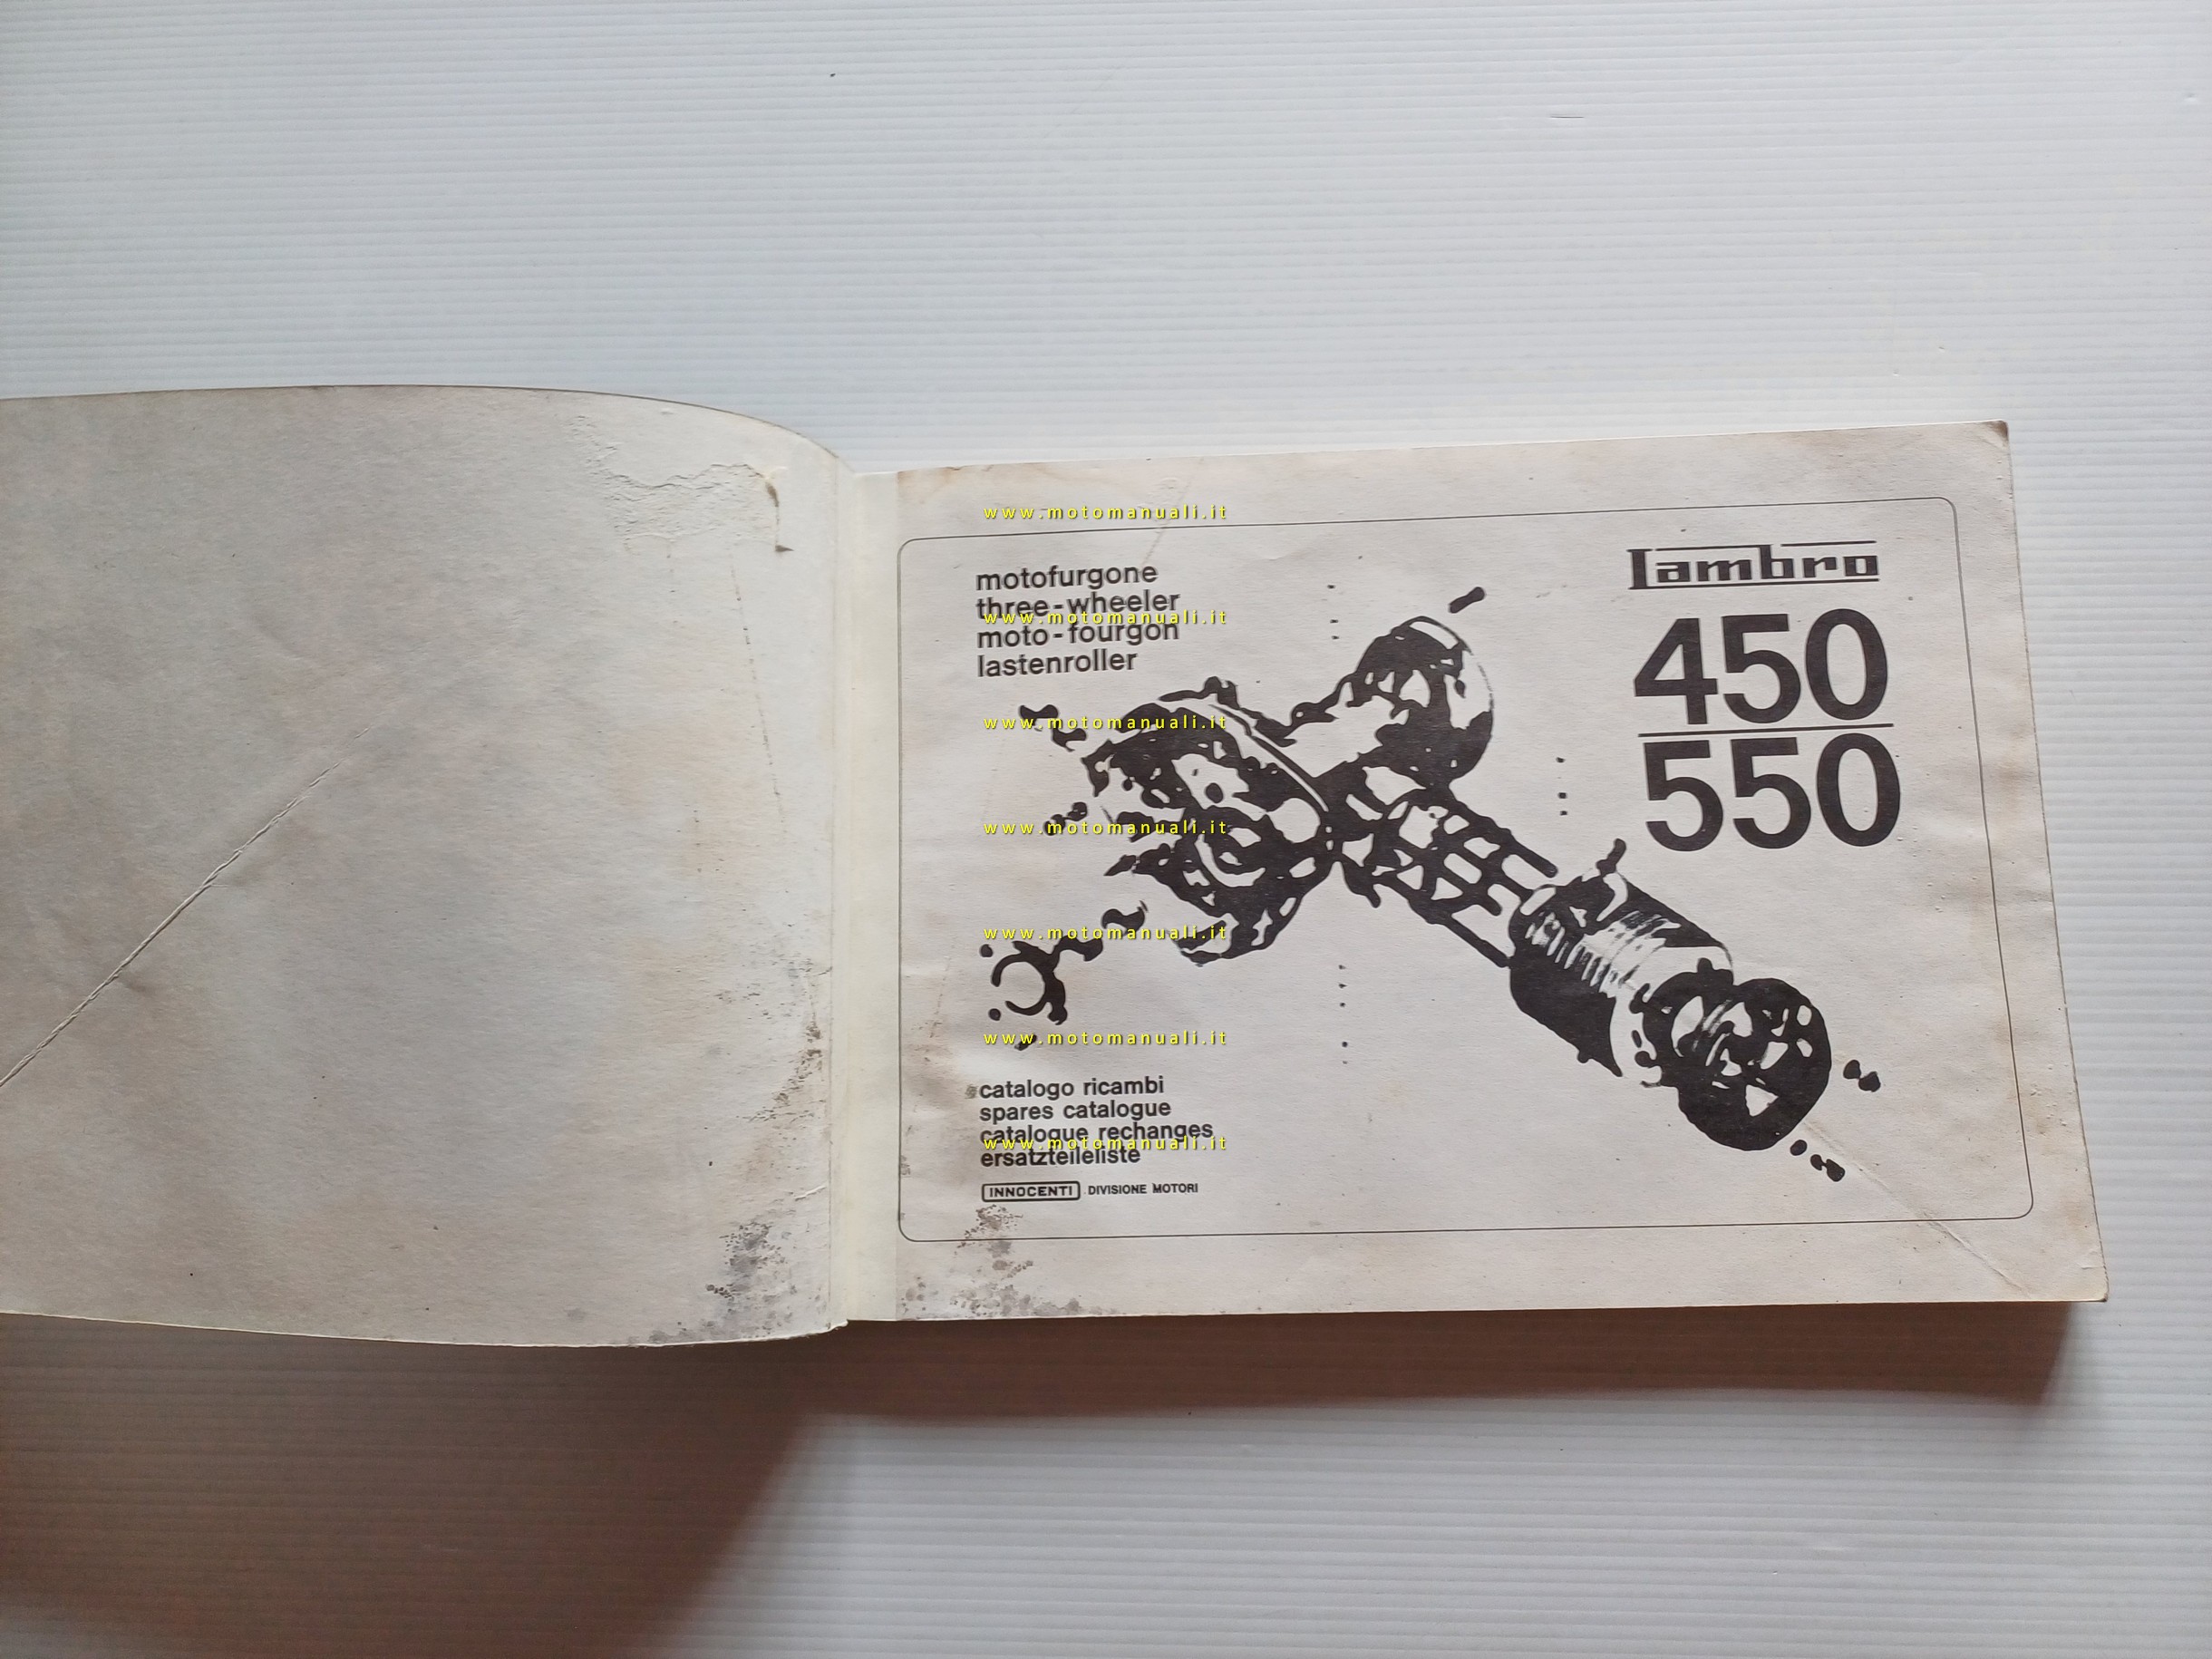 www.motomanuali.it
motofurgone
three-wheeler
www.motomanuali.it
moto-fourgon
lastenroller
Lambro
450
550
www.motomanuali.it
www.motomanuali.it
www.motomanuali.it
www.motomanuali.it
catalogo ricambi
spares catalogue
catalogue rechanges
www.motomanuali.it
ersatzteileliste
INNOCENTI DIVISIONE MOTORI